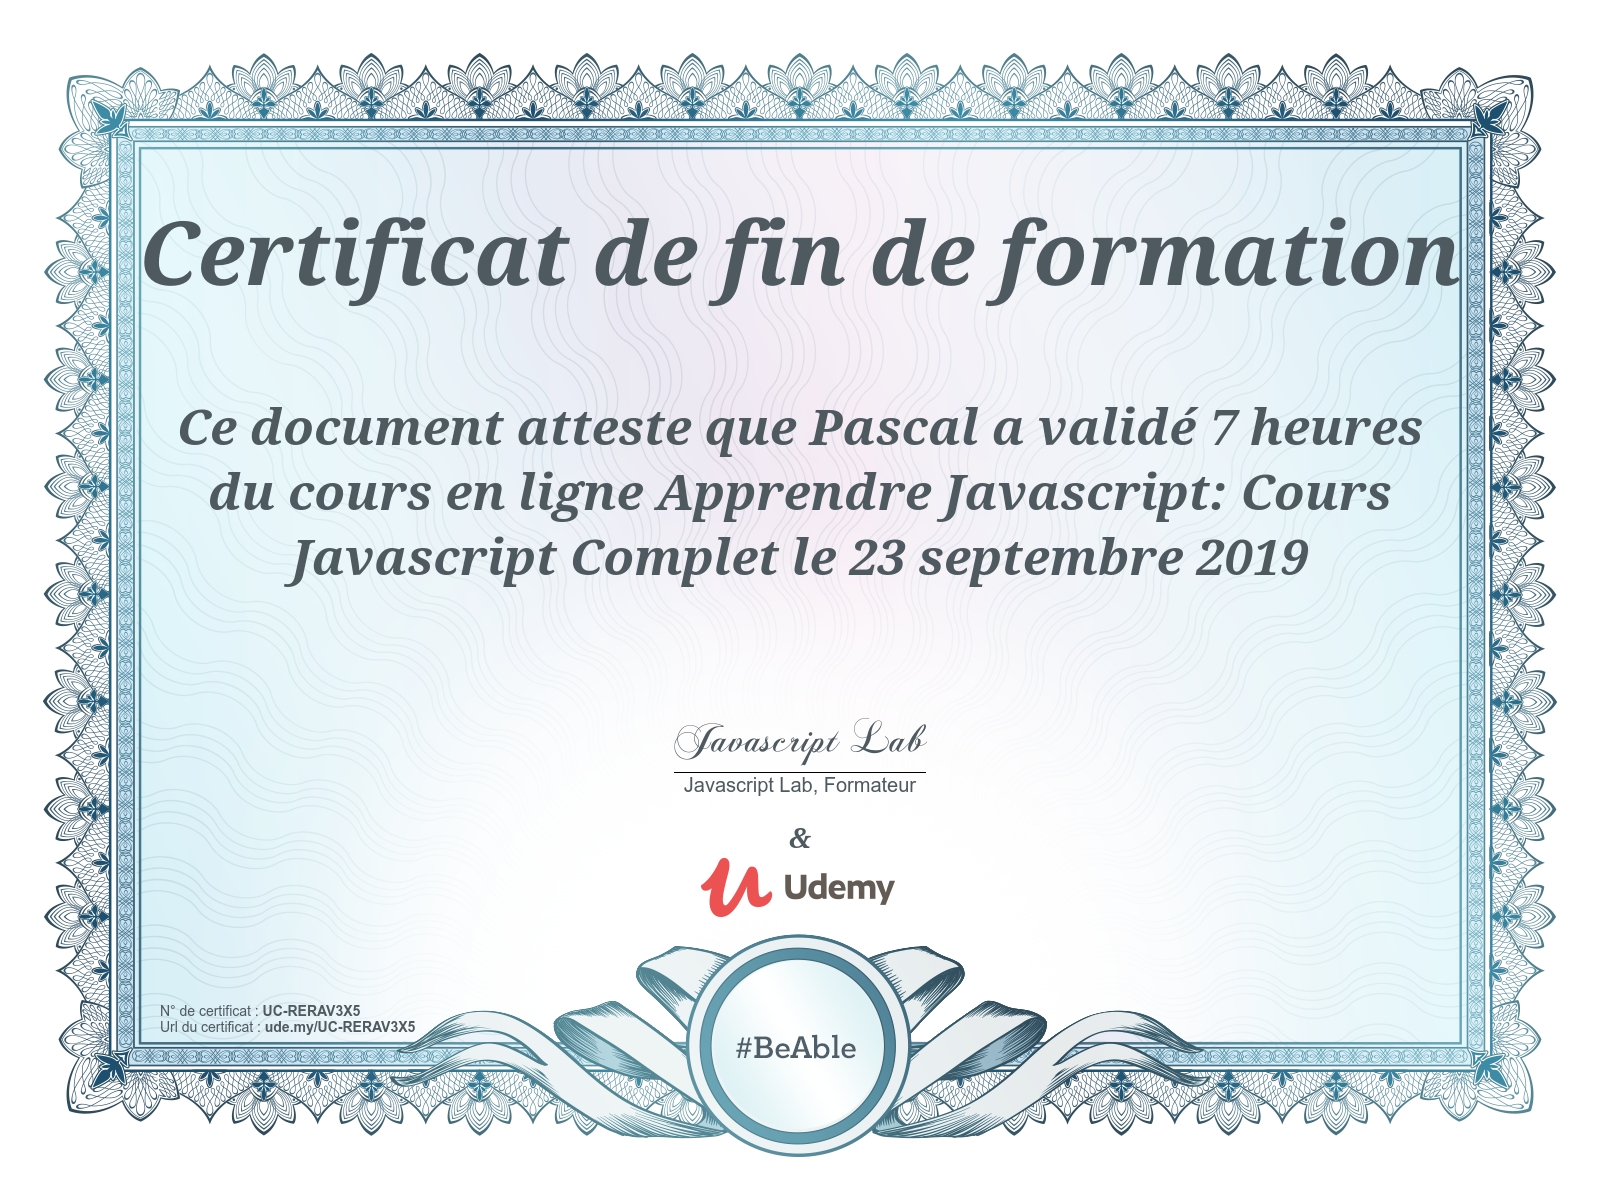 Certificat de fin de formation
Ce document atteste que Pascal a validé 7 heures
du cours en ligne Apprendre Javascript: Cours
Javascript Complet le 23 septembre 2019
Javascript Lab
Javascript Lab, Formateur
&
Udemy
N° de certificat : UC-RERAV3X5
Url du certificat : ude.my/UC-RERAV3X5
#BeAble